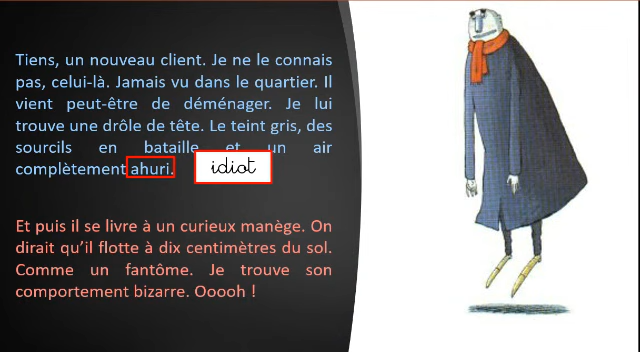 Tiens, un nouveau client. Je ne le connais
pas, celui-là. Jamais vu dans le quartier. Il
vient peut-être de déménager. Je lui
trouve une drôle de tête. Le teint gris, des
sourcils en bataille et un air
complètement ahuri. idiot
Et puis il se livre à un curieux manège. On
dirait qu'il flotte à dix centimètres du sol.
Comme un fantôme. Je trouve son
comportement bizarre. Ooooh !